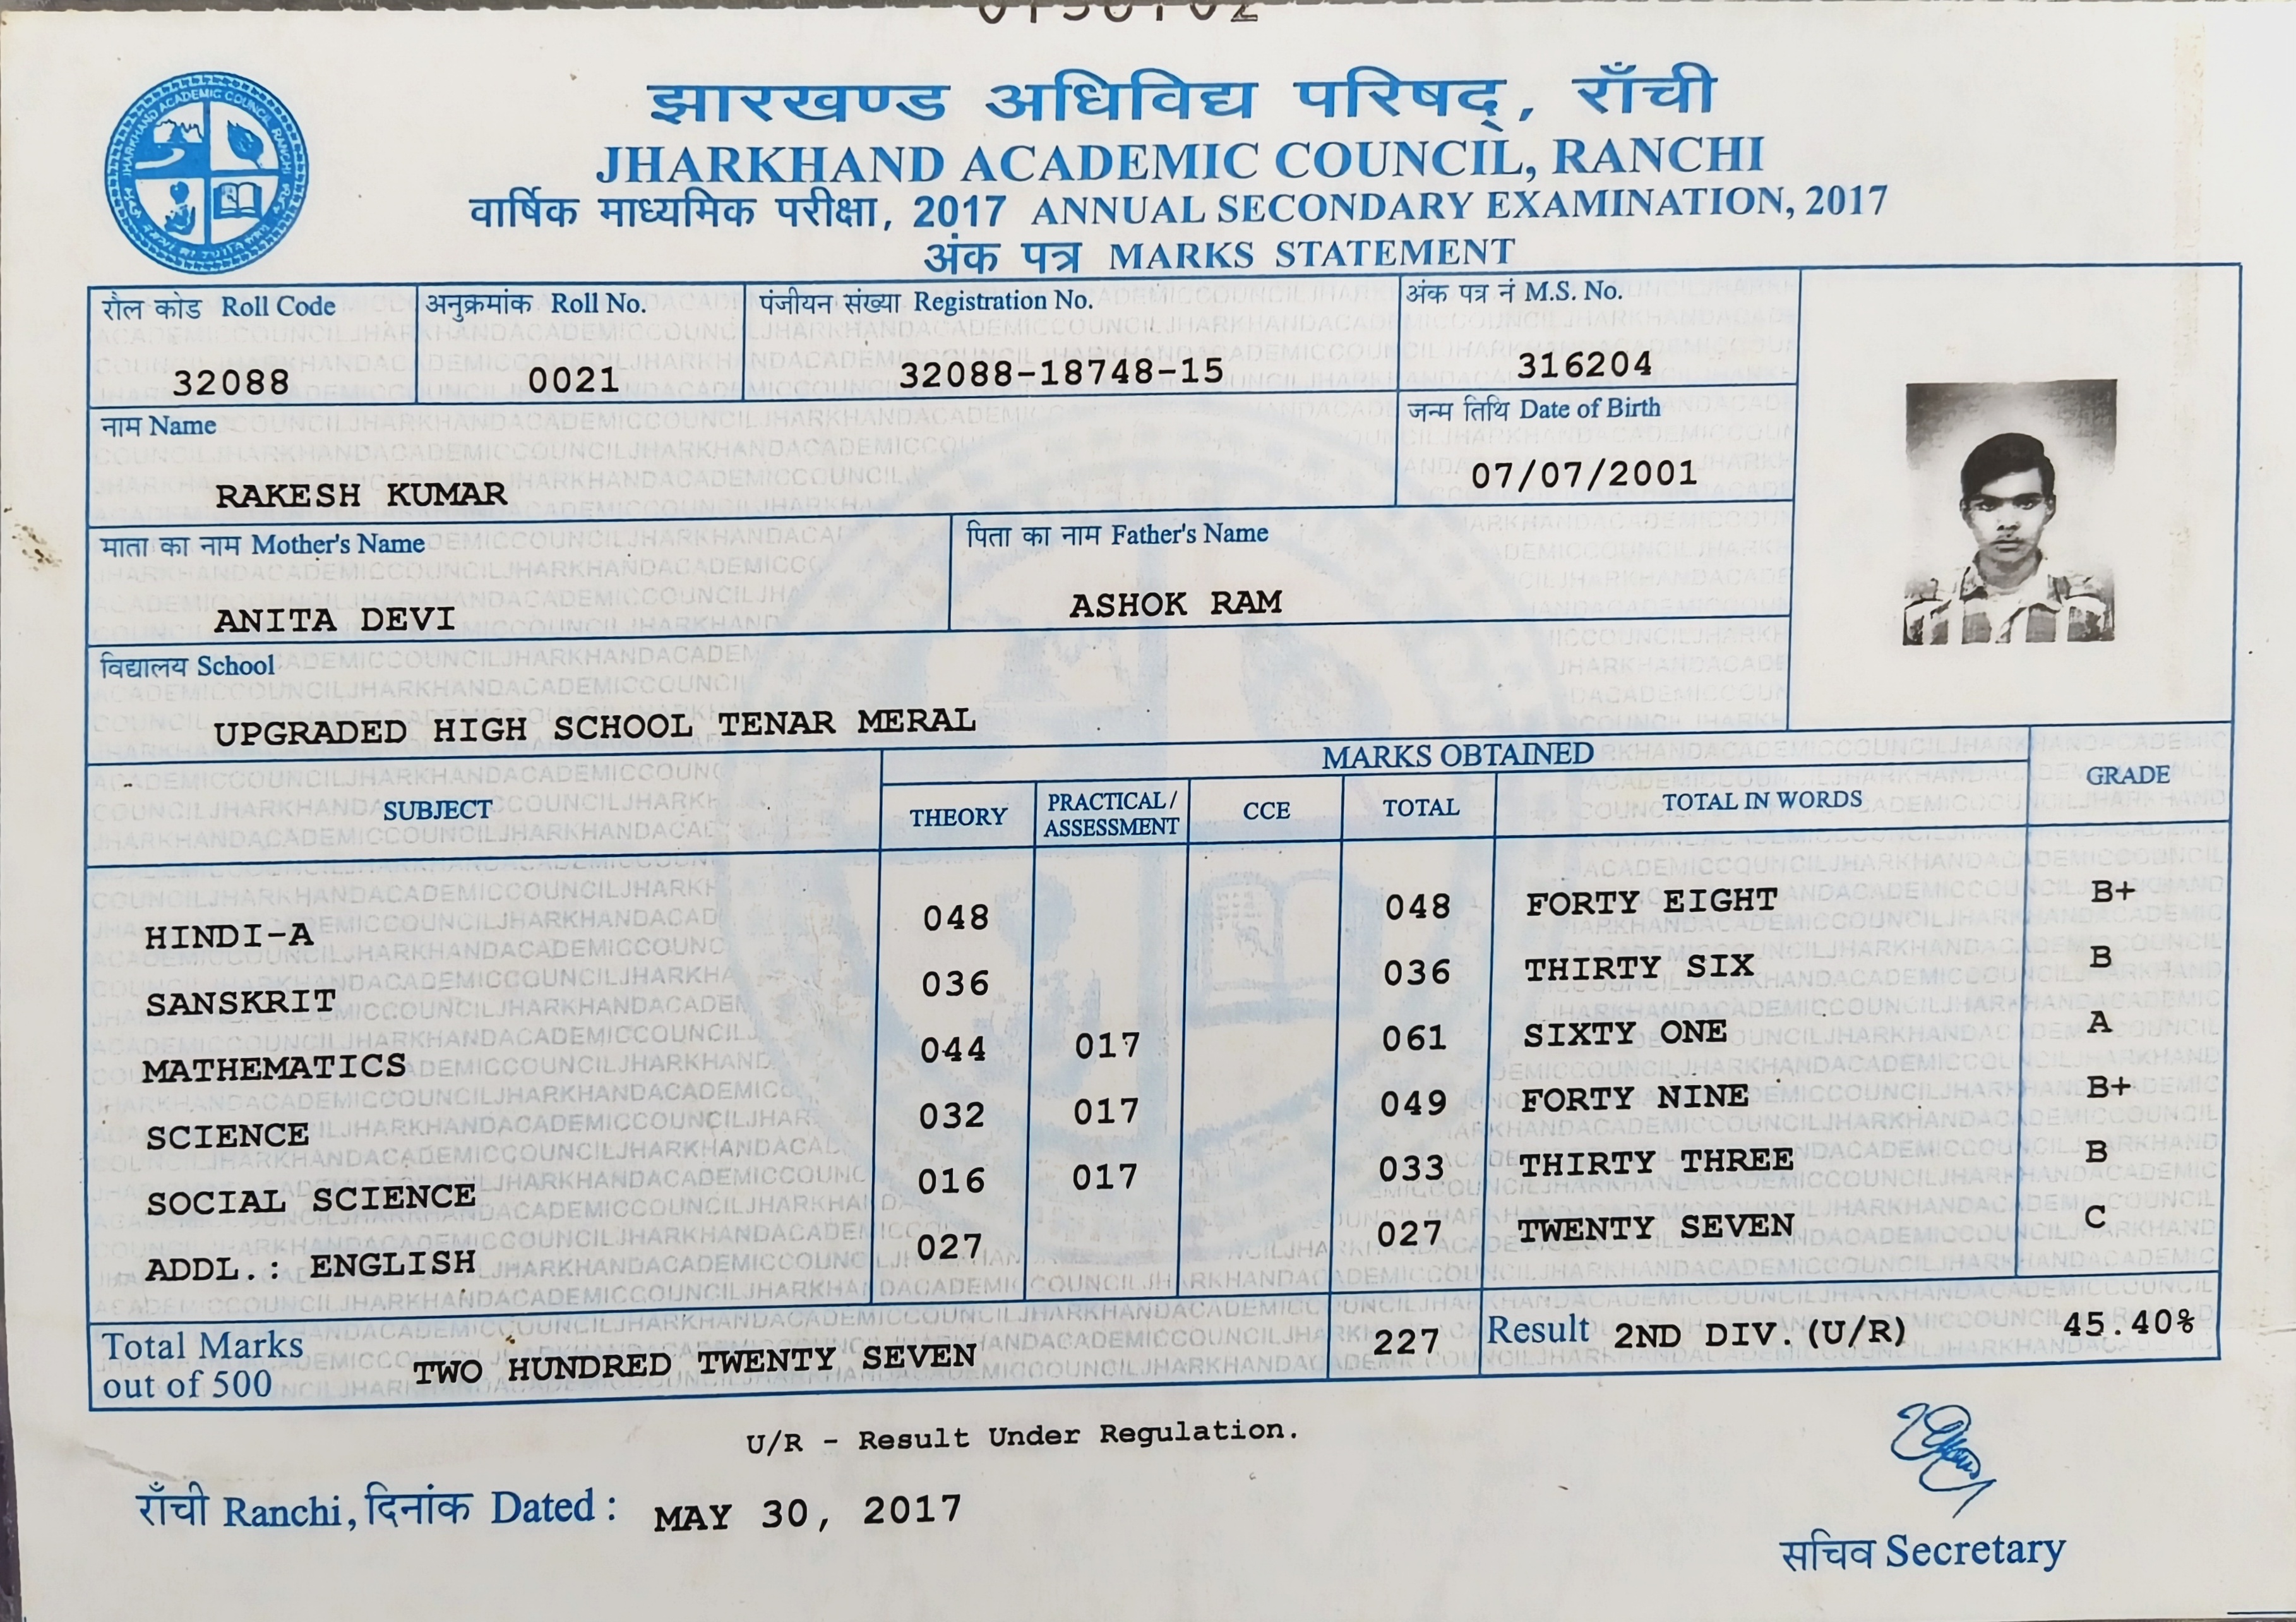 झारखण्ड अधिविद्य परिषद्, राँची
JHARKHAND ACADEMIC COUNCIL, RANCHI
वार्षिक माध्यमिक परीक्षा, 2017 ANNUAL SECONDARY EXAMINATION, 2017
अंक पत्र MARKS STATEMENT
रौल कोड Roll Code अनुक्रमांक Roll No. पंजीयन संख्या Registration No. अंक पत्र नं M.S. No.
32088 0021 32088-18748-15 316204
नाम Name जन्म तिथि Date of Birth
RAKESH KUMAR 07/07/2001
माता का नाम Mother's Name पिता का नाम Father's Name
ANITA DEVI ASHOK RAM
विद्यालय School
UPGRADED HIGH SCHOOL TENAR MERAL
MARKS OBTAINED
SUBJECT THEORY PRACTICAL / ASSESSMENT CCE TOTAL TOTAL IN WORDS GRADE
HINDI-A 048 048 FORTY EIGHT B+
SANSKRIT 036 036 THIRTY SIX B
MATHEMATICS 044 017 061 SIXTY ONE A
SCIENCE 032 017 049 FORTY NINE B+
SOCIAL SCIENCE 016 017 033 THIRTY THREE B
ADDL.: ENGLISH 027 027 TWENTY SEVEN C
Total Marks out of 500 TWO HUNDRED TWENTY SEVEN 227 Result 2ND DIV.(U/R) 45.40%
U/R - Result Under Regulation.
राँची Ranchi, दिनांक Dated : MAY 30, 2017
सचिव Secretary